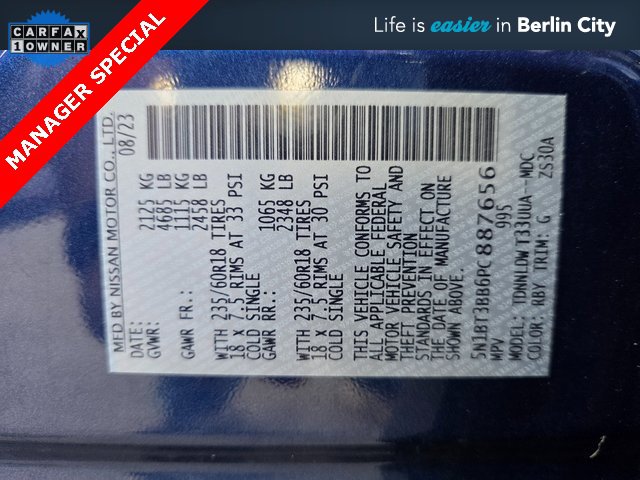 CARFAX
1 OWNER
MANAGER SPECIAL
Life is easier in Berlin City
MFD BY NISSAN MOTOR CO., LTD.
DATE: 08/23
GVWR: 2125 KG
4685 LB
GAWR FR.: 1115 KG
2458 LB
WITH 235/60R18 TIRES
18 X 7.5 RIMS AT 33 PSI
COLD SINGLE
GAWR RR.: 1065 KG
2348 LB
WITH 235/60R18 TIRES
18 X 7.5 RIMS AT 30 PSI
COLD SINGLE
THIS VEHICLE CONFORMS TO
ALL APPLICABLE FEDERAL
MOTOR VEHICLE SAFETY AND
THEFT PREVENTION
STANDARDS IN EFFECT ON
THE DATE OF MANUFACTURE
SHOWN ABOVE.
5N1BT3BB6PC887656
MPV 995
MODEL: TDNNLDW T33UUA--MDC
COLOR: RBY TRIM: G ZS30A